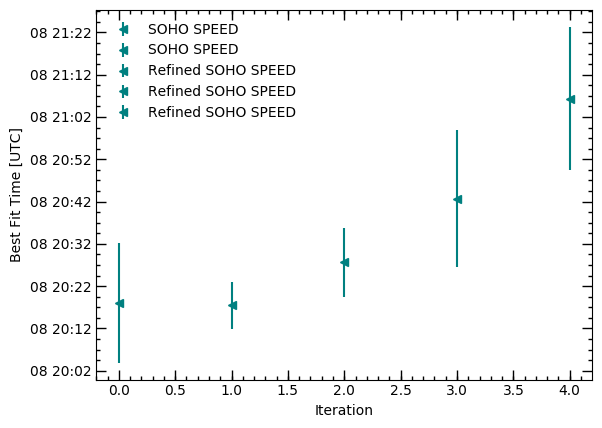 SOHO SPEED
SOHO SPEED
Refined SOHO SPEED
Refined SOHO SPEED
Refined SOHO SPEED
Best Fit Time [UTC]
08 21:22
08 21:12
08 21:02
08 20:52
08 20:42
08 20:32
08 20:22
08 20:12
08 20:02
0.0 0.5 1.0 1.5 2.0 2.5 3.0 3.5 4.0
Iteration